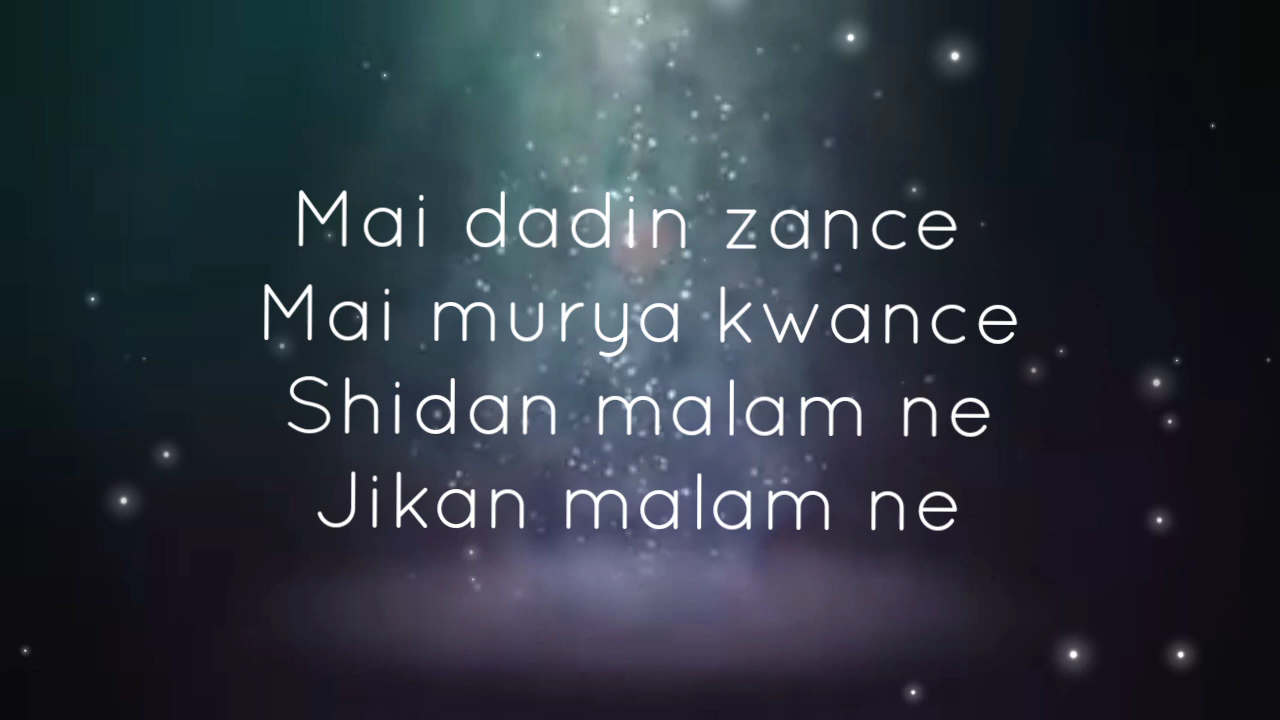 Mai dadin zance
Mai murya kwance
Shidan malam ne
Jikan malam ne